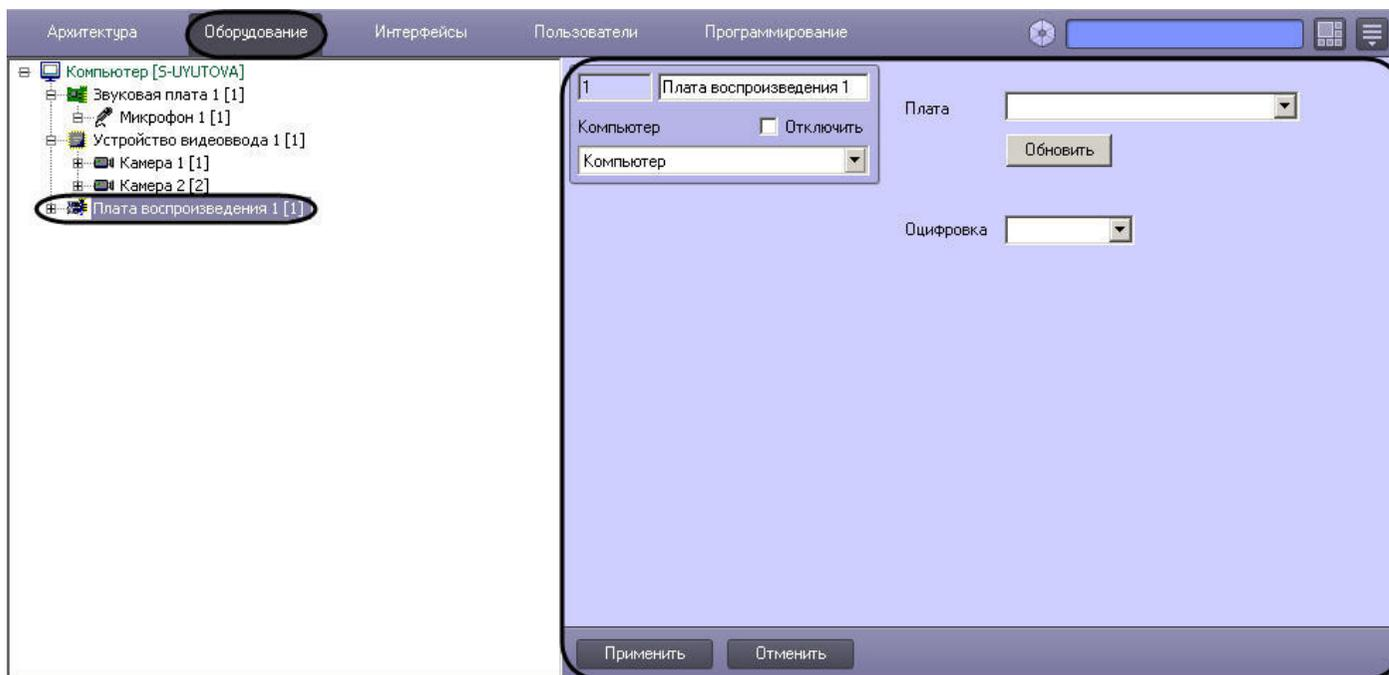 Архитектура Оборудование Интерфейсы Пользователи Программирование
Компьютер [S-UYUTOVA]
Звуковая плата 1 [1]
Микрофон 1 [1]
Устройство видеоввода 1 [1]
Камера 1 [1]
Камера 2 [2]
Плата воспроизведения 1 [1]
1 Плата воспроизведения 1
Компьютер Отключить
Компьютер
Плата
Обновить
Оцифровка
Применить Отменить